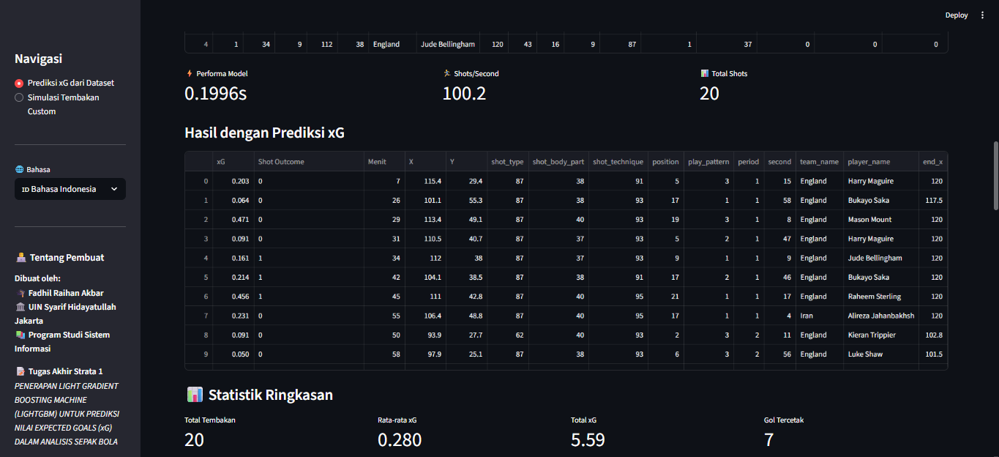 Deploy
Navigasi
Prediksi xG dari Dataset
Simulasi Tembakan
Custom
Bahasa
ID Bahasa Indonesia
Tentang Pembuat
Dibuat oleh:
Fadhil Raihan Akbar
UIN Syarif Hidayatullah
Jakarta
Program Studi Sistem
Informasi
Tugas Akhir Strata 1
PENERAPAN LIGHT GRADIENT
BOOSTING MACHINE
(LIGHTGBM) UNTUK PREDIKSI
NILAI EXPECTED GOALS (XG)
DALAM ANALISIS SEPAK BOLA
4 1 34 9 112 38 England Jude Bellingham 120 43 16 9 87 1 37 0 0 0
Performa Model Shots/Second Total Shots
0.1996s 100.2 20
Hasil dengan Prediksi xG
xG Shot Outcome Menit X Y shot_type shot_body_part shot_technique position play_pattern period second team_name player_name end_x
0 0.203 0 7 115.4 29.4 87 38 91 5 3 1 15 England Harry Maguire 120
1 0.064 0 26 101.1 55.3 87 38 93 17 1 1 58 England Bukayo Saka 117.5
2 0.471 0 29 113.4 49.1 87 40 93 19 3 1 8 England Mason Mount 120
3 0.091 0 31 110.5 40.7 87 37 93 5 2 1 47 England Harry Maguire 120
4 0.161 1 34 112 38 87 37 93 9 1 1 9 England Jude Bellingham 120
5 0.214 1 42 104.1 38.5 87 38 91 17 2 1 46 England Bukayo Saka 120
6 0.456 1 45 111 42.8 87 40 95 21 1 1 17 England Raheem Sterling 120
7 0.231 0 55 106.4 48.8 87 40 95 17 1 1 4 Iran Alireza Jahanbakhsh 120
8 0.091 0 50 93.9 27.7 62 40 93 2 3 2 11 England Kieran Trippier 102.8
9 0.050 0 58 97.9 25.1 87 38 93 6 3 2 56 England Luke Shaw 101.5
Statistik Ringkasan
Total Tembakan Rata-rata xG Total xG Gol Tercetak
20 0.280 5.59 7